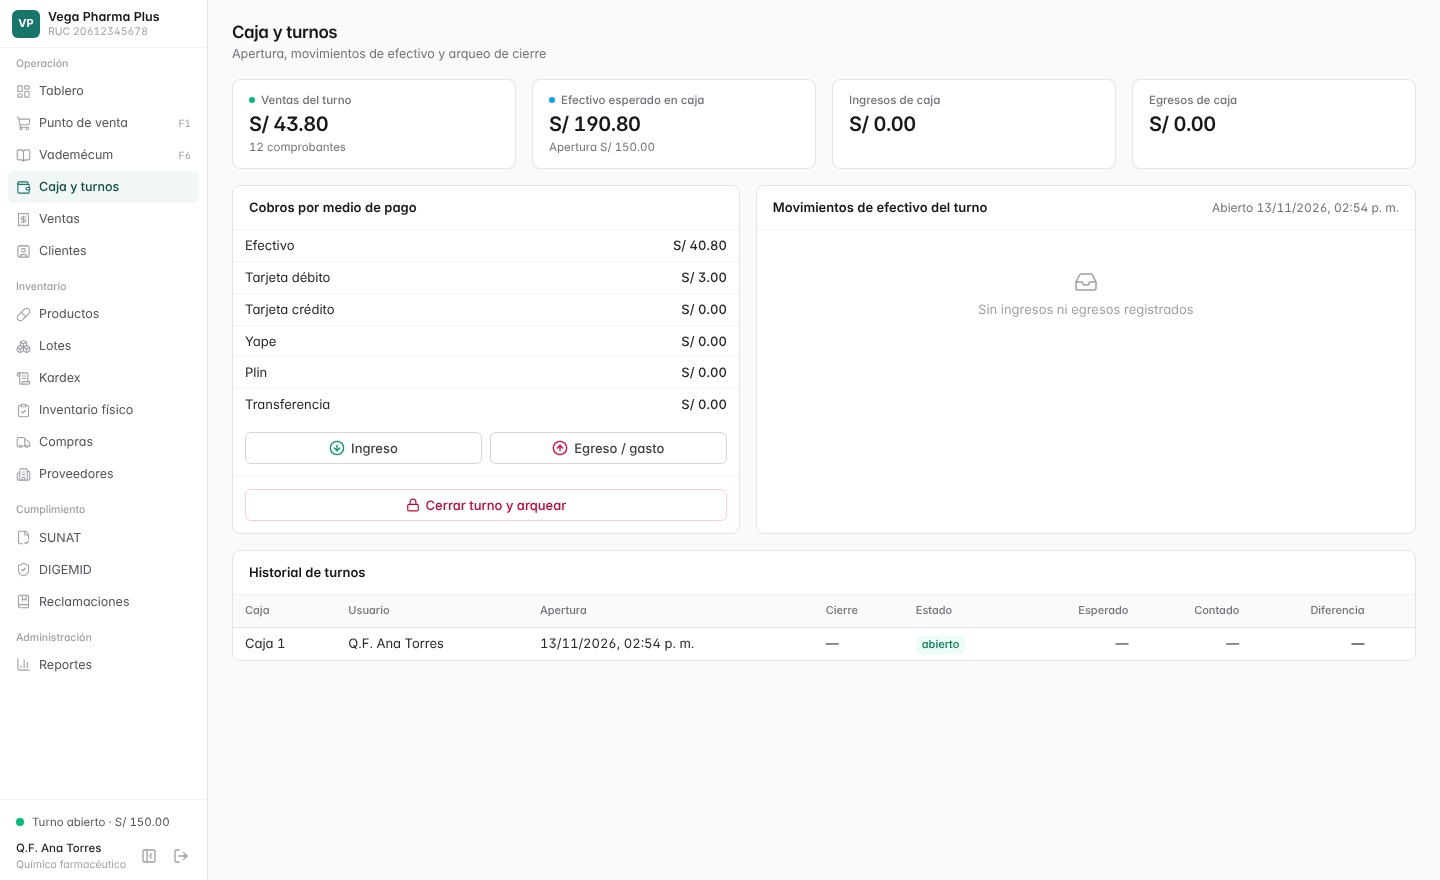 VP
Vega Pharma Plus
RUC 20612345678
Operación
Tablero
Punto de venta F1
Vademécum F6
Caja y turnos
Ventas
Clientes
Inventario
Productos
Lotes
Kardex
Inventario físico
Compras
Proveedores
Cumplimiento
SUNAT
DIGEMID
Reclamaciones
Administración
Reportes
Turno abierto · S/ 150.00
Q.F. Ana Torres
Químico farmacéutico
Caja y turnos
Apertura, movimientos de efectivo y arqueo de cierre
Ventas del turno
S/ 43.80
12 comprobantes
Efectivo esperado en caja
S/ 190.80
Apertura S/ 150.00
Ingresos de caja
S/ 0.00
Egresos de caja
S/ 0.00
Cobros por medio de pago
Efectivo S/ 40.80
Tarjeta débito S/ 3.00
Tarjeta crédito S/ 0.00
Yape S/ 0.00
Plin S/ 0.00
Transferencia S/ 0.00
Ingreso
Egreso / gasto
Cerrar turno y arquear
Movimientos de efectivo del turno
Abierto 13/11/2026, 02:54 p. m.
Sin ingresos ni egresos registrados
Historial de turnos
Caja Usuario Apertura Cierre Estado Esperado Contado Diferencia
Caja 1 Q.F. Ana Torres 13/11/2026, 02:54 p. m. — abierto — — —